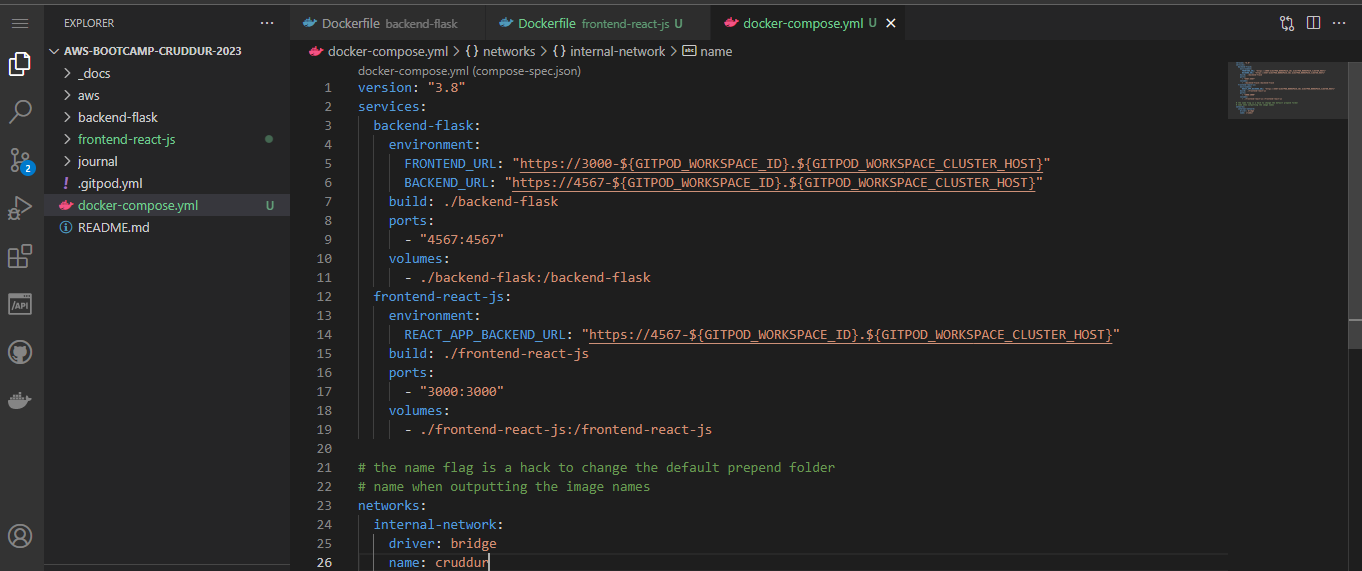 EXPLORER
AWS-BOOTCAMP-CRUDDUR-2023
_docs
aws
backend-flask
frontend-react-js
journal
! .gitpod.yml
docker-compose.yml U
README.md
2
/API
Dockerfile backend-flask
Dockerfile frontend-react-js U
docker-compose.yml U
docker-compose.yml > {} networks > {} internal-network > abc name
docker-compose.yml (compose-spec.json)
1 version: "3.8"
2 services:
3   backend-flask:
4     environment:
5       FRONTEND_URL: "https://3000-${GITPOD_WORKSPACE_ID}.${GITPOD_WORKSPACE_CLUSTER_HOST}"
6       BACKEND_URL: "https://4567-${GITPOD_WORKSPACE_ID}.${GITPOD_WORKSPACE_CLUSTER_HOST}"
7     build: ./backend-flask
8     ports:
9       - "4567:4567"
10     volumes:
11       - ./backend-flask:/backend-flask
12   frontend-react-js:
13     environment:
14       REACT_APP_BACKEND_URL: "https://4567-${GITPOD_WORKSPACE_ID}.${GITPOD_WORKSPACE_CLUSTER_HOST}"
15     build: ./frontend-react-js
16     ports:
17       - "3000:3000"
18     volumes:
19       - ./frontend-react-js:/frontend-react-js
20
21 # the name flag is a hack to change the default prepend folder
22 # name when outputting the image names
23 networks:
24   internal-network:
25     driver: bridge
26     name: cruddur